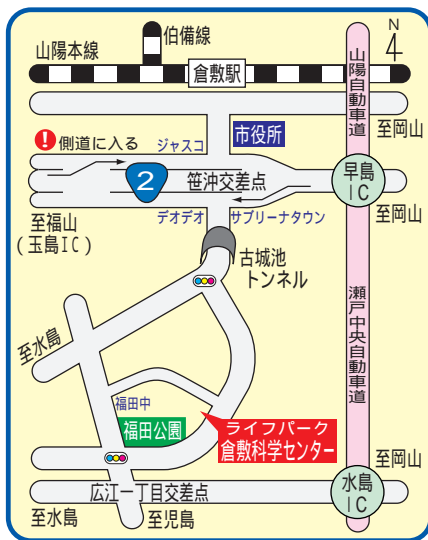 伯備線
N
4
山陽本線
倉敷駅
山陽自動車道
至岡山
! 側道に入る
ジャスコ
市役所
2
笹沖交差点
早島
IC
至福山
(玉島IC)
デオデオ
サブリーナタウン
至岡山
古城池
トンネル
至水島
瀬戸中央自動車道
福田中
福田公園
ライフパーク
倉敷科学センター
至岡山
広江一丁目交差点
水島
IC
至水島
至児島